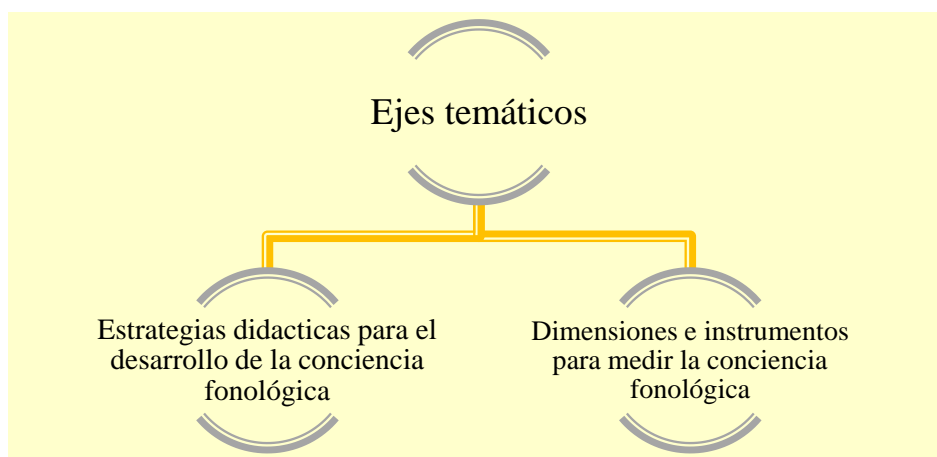 Ejes temáticos
Estrategias didacticas para el
desarrollo de la conciencia
fonológica
Dimensiones e instrumentos
para medir la conciencia
fonológica